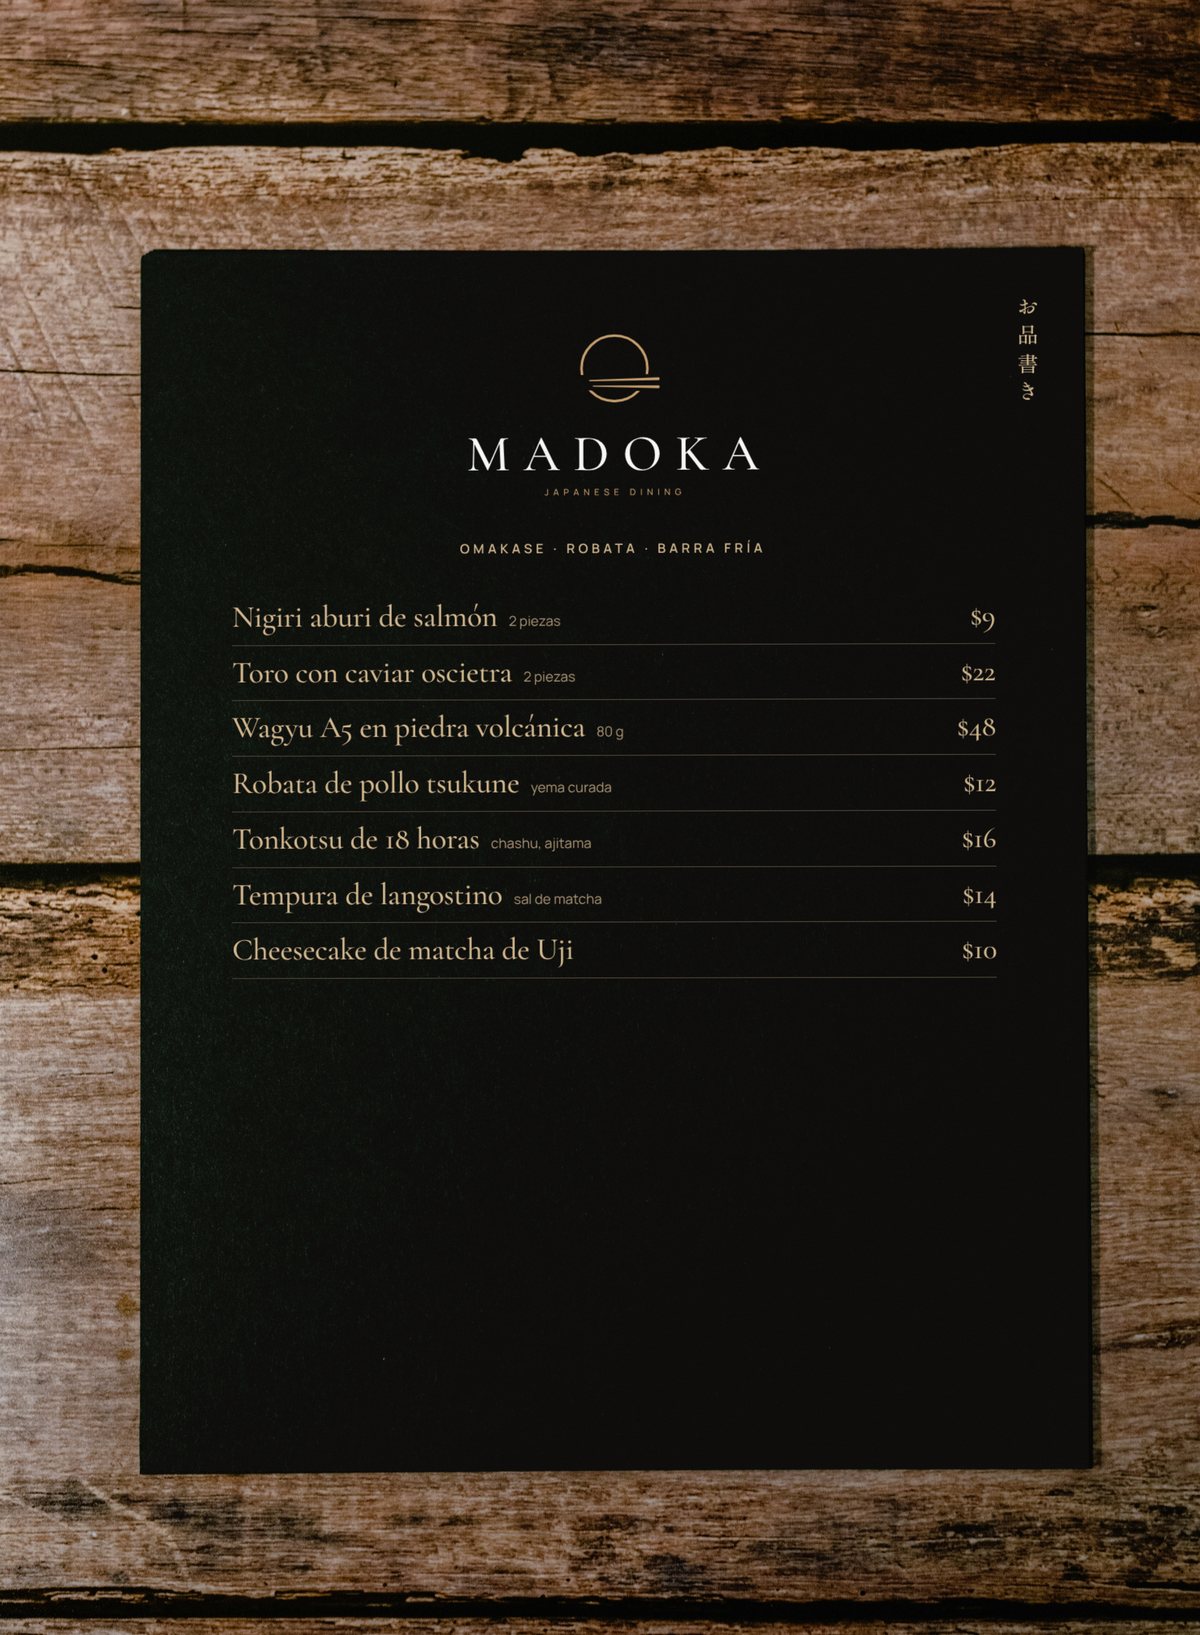 お品書き
MADOKA
JAPANESE DINING
OMAKASE · ROBATA · BARRA FRÍA
Nigiri aburi de salmón 2 piezas $9
Toro con caviar oscietra 2 piezas $22
Wagyu A5 en piedra volcánica 80 g $48
Robata de pollo tsukune yema curada $12
Tonkotsu de 18 horas chashu, ajitama $16
Tempura de langostino sal de matcha $14
Cheesecake de matcha de Uji $10